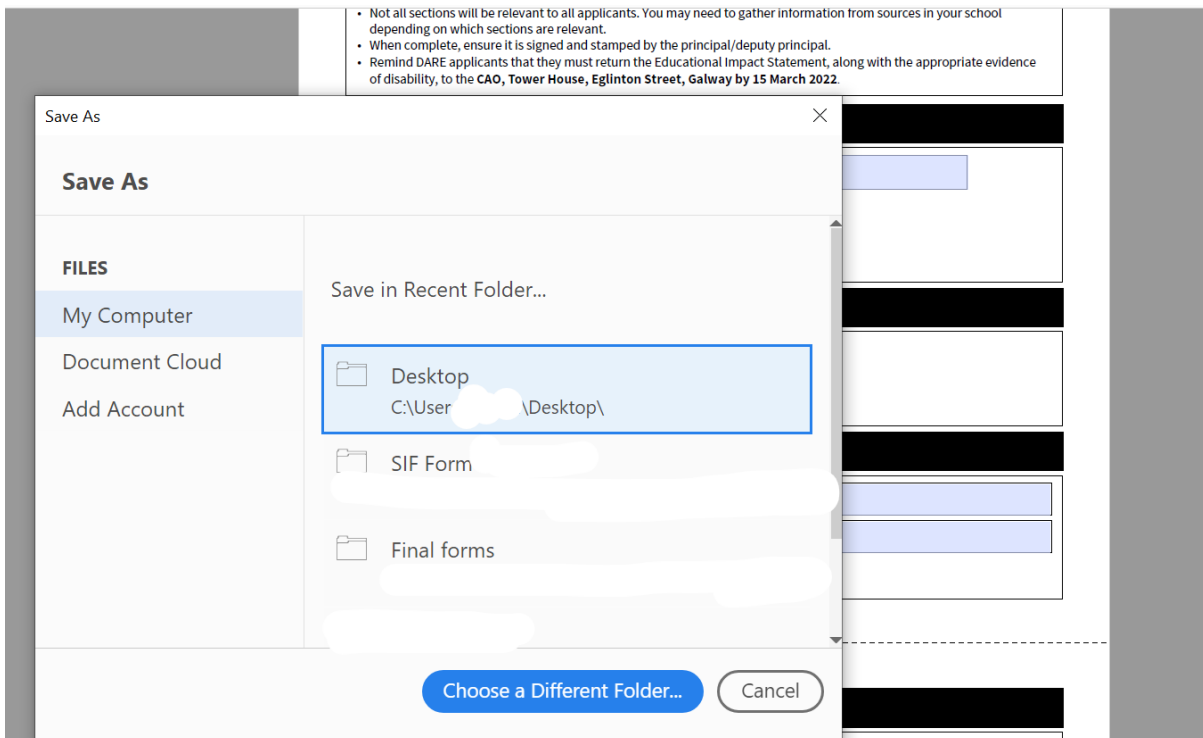 • Not all sections will be relevant to all applicants. You may need to gather information from sources in your school
depending on which sections are relevant.
• When complete, ensure it is signed and stamped by the principal/deputy principal.
• Remind DARE applicants that they must return the Educational Impact Statement, along with the appropriate evidence
of disability, to the CAO, Tower House, Eglinton Street, Galway by 15 March 2022.
Save As
Save As
FILES
My Computer
Document Cloud
Add Account
Save in Recent Folder...
Desktop
C:\User \Desktop\
SIF Form
Final forms
Choose a Different Folder...
Cancel